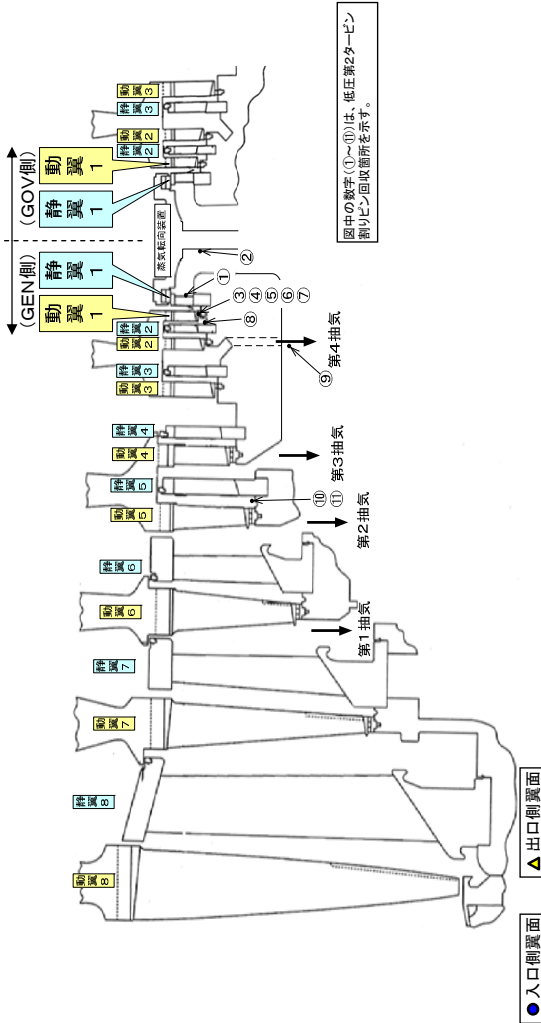 (GEN側)
(GOV側)
動翼8
静翼8
動翼7
静翼7
動翼6
静翼6
動翼5
静翼5
動翼4
静翼4
動翼3
静翼3
動翼2
静翼2
動翼1
静翼1
静翼1
動翼1
静翼2
動翼2
静翼3
動翼3
蒸気転向装置
①
②
③
④
⑤
⑥
⑦
⑧
⑨
⑩
⑪
第1抽気
第2抽気
第3抽気
第4抽気
図中の数字(①~⑪)は、低圧第2タービン
割りピン回収箇所を示す。
入口側翼面
出口側翼面